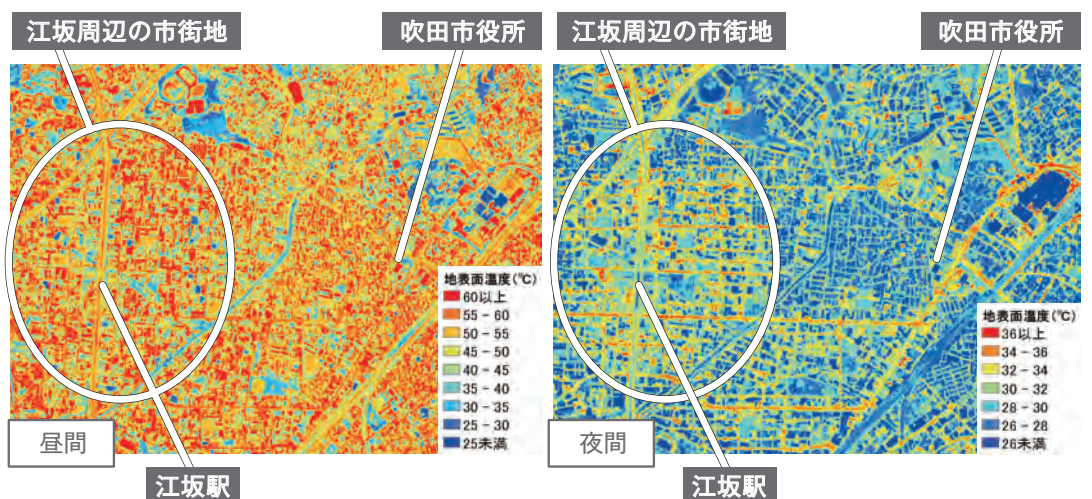 江坂周辺の市街地
吹田市役所
地表面温度(℃)
60以上
55-60
50-55
45-50
40-45
35-40
30-35
25-30
25未満
昼間
江坂駅
江坂周辺の市街地
吹田市役所
地表面温度(℃)
36以上
34-36
32-34
30-32
28-30
26-28
26未満
夜間
江坂駅